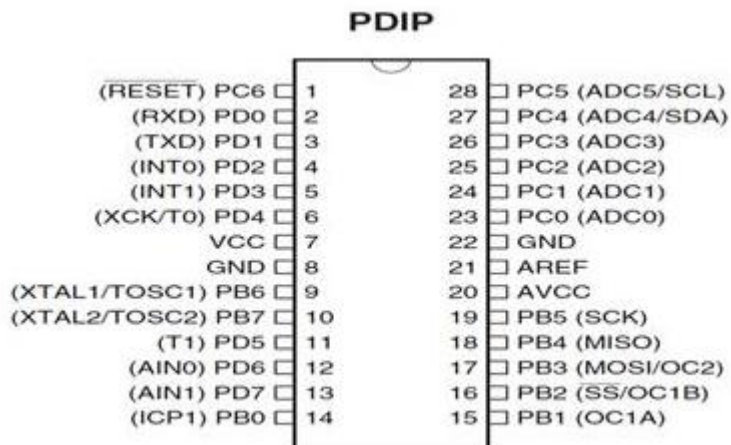 PDIP
(RESET) PC6 1 28 PC5 (ADC5/SCL)
(RXD) PD0 2 27 PC4 (ADC4/SDA)
(TXD) PD1 3 26 PC3 (ADC3)
(INT0) PD2 4 25 PC2 (ADC2)
(INT1) PD3 5 24 PC1 (ADC1)
(XCK/T0) PD4 6 23 PC0 (ADC0)
VCC 7 22 GND
GND 8 21 AREF
(XTAL1/TOSC1) PB6 9 20 AVCC
(XTAL2/TOSC2) PB7 10 19 PB5 (SCK)
(T1) PD5 11 18 PB4 (MISO)
(AIN0) PD6 12 17 PB3 (MOSI/OC2)
(AIN1) PD7 13 16 PB2 (SS/OC1B)
(ICP1) PB0 14 15 PB1 (OC1A)